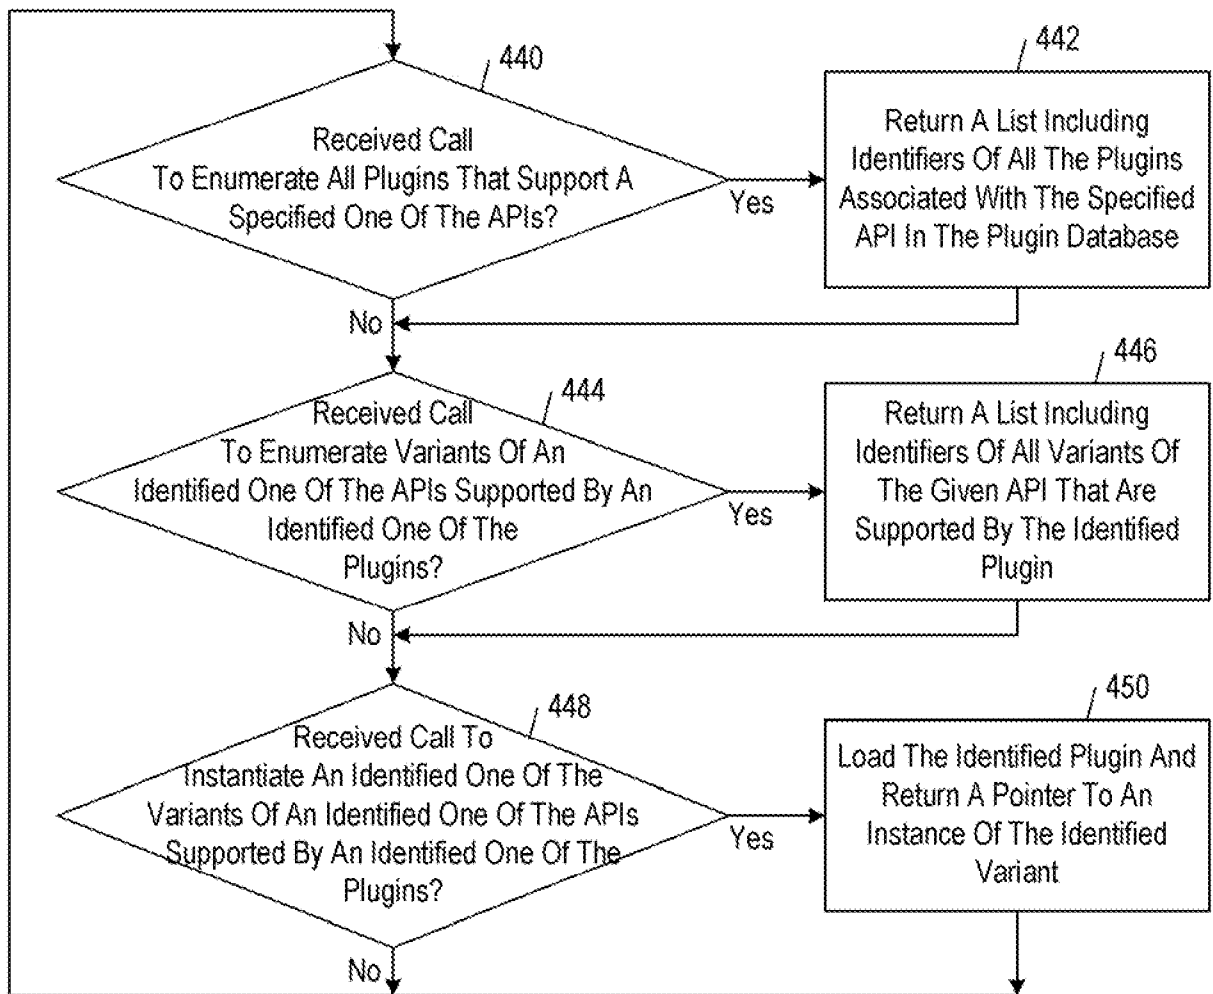 440
Received Call
To Enumerate All Plugins That Support A
Specified One Of The APIs?
Yes
No
442
Return A List Including
Identifiers Of All The Plugins
Associated With The Specified
API In The Plugin Database
444
Received Call
To Enumerate Variants Of An
Identified One Of The APIs Supported By An
Identified One Of The
Plugins?
Yes
No
446
Return A List Including
Identifiers Of All Variants Of
The Given API That Are
Supported By The Identified
Plugin
448
Received Call To
Instantiate An Identified One Of The
Variants Of An Identified One Of The APIs
Supported By An Identified One Of The
Plugins?
Yes
No
450
Load The Identified Plugin And
Return A Pointer To An
Instance Of The Identified
Variant